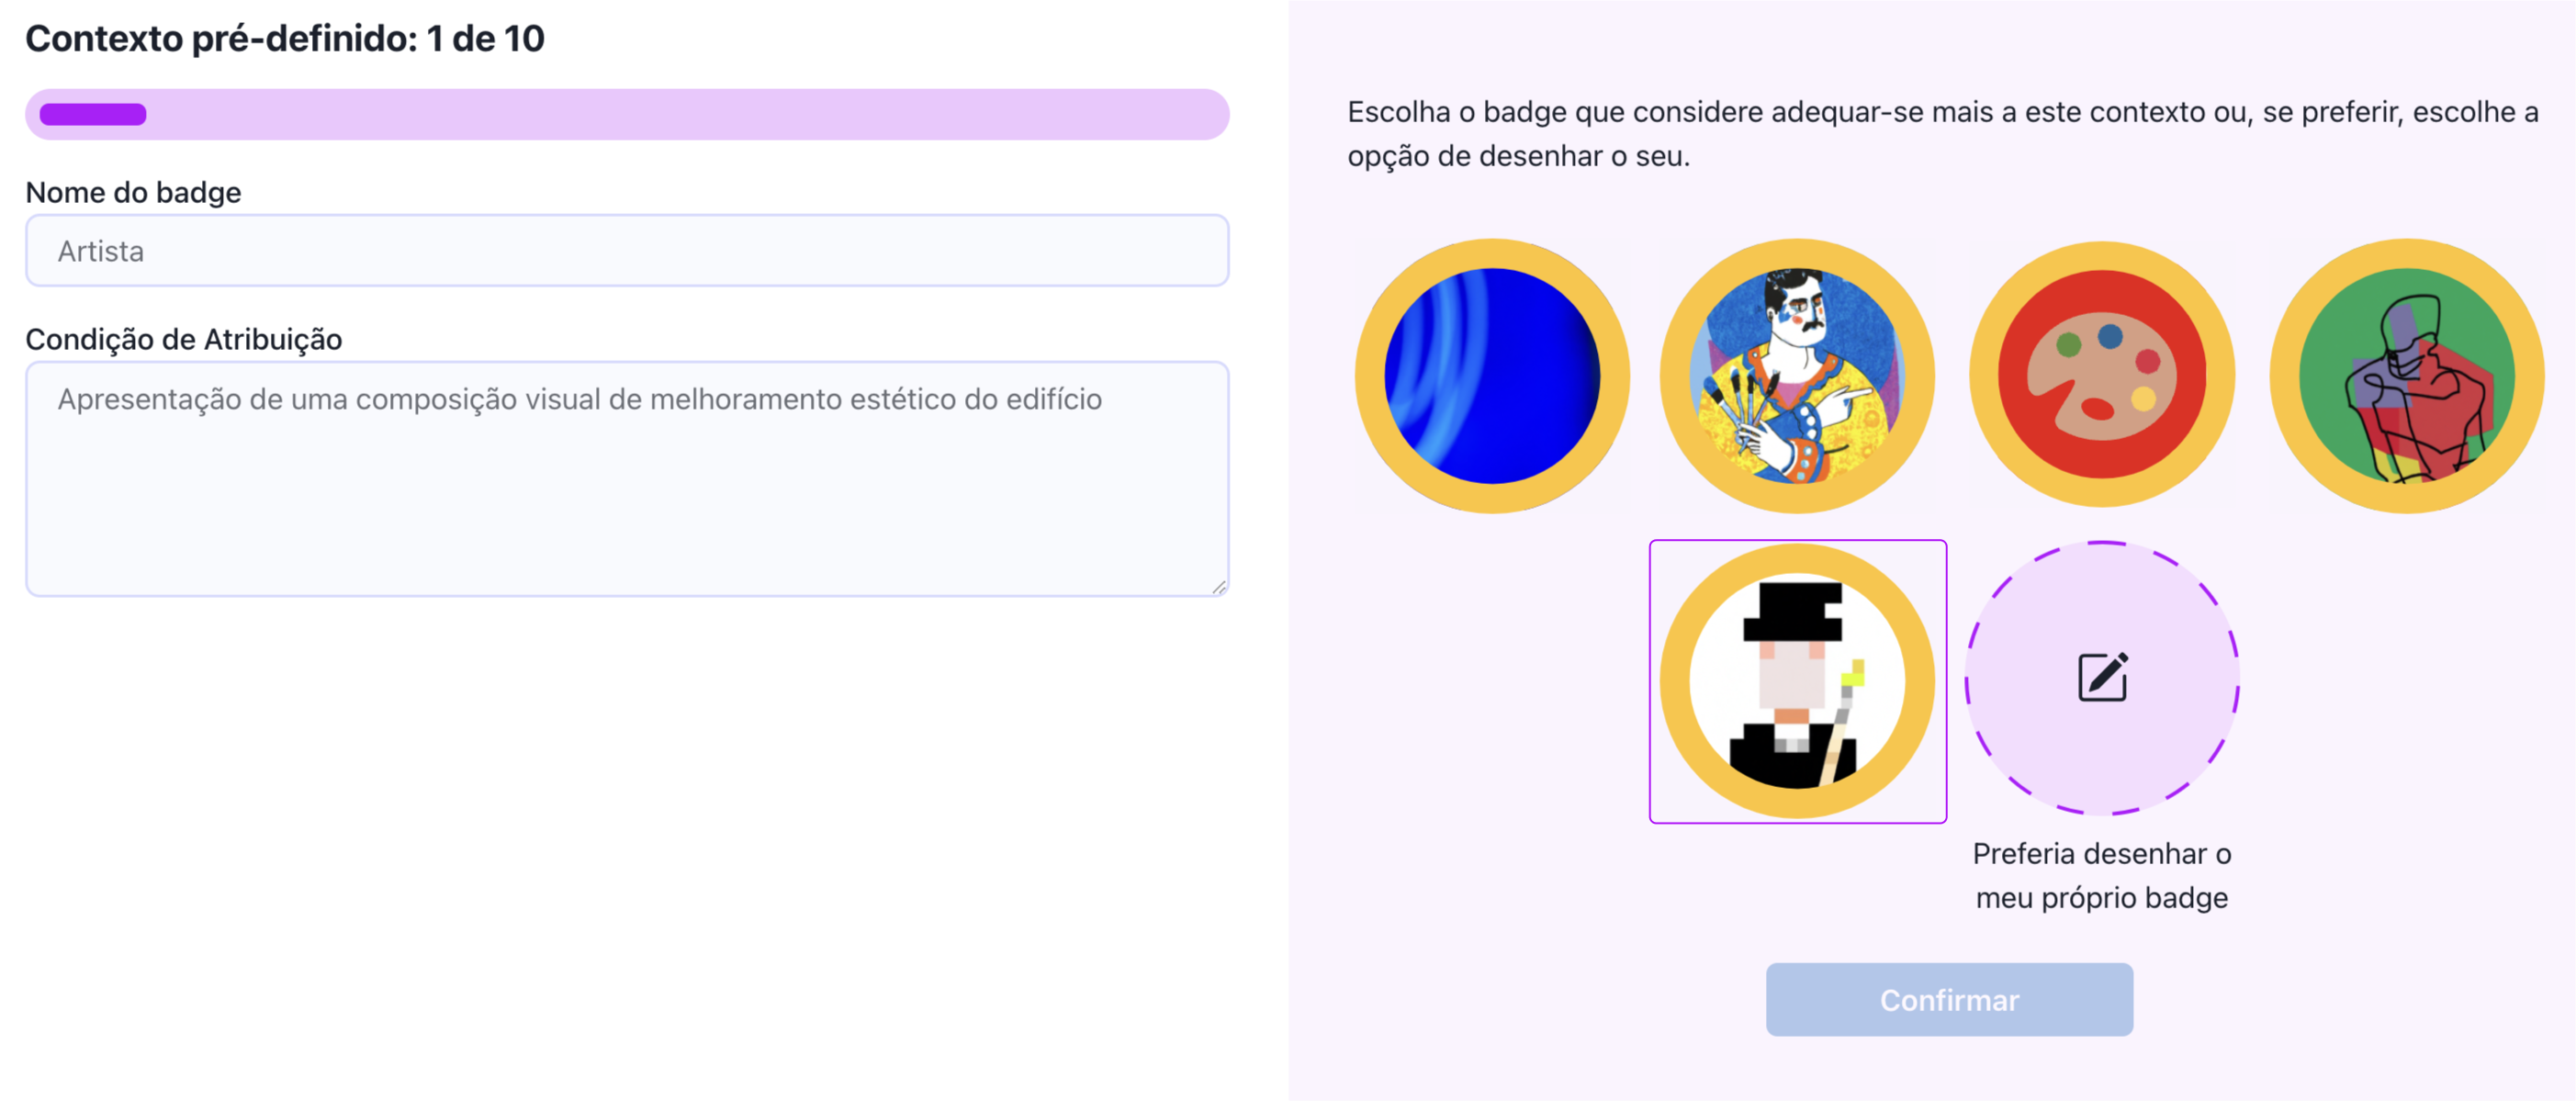 Contexto pré-definido: 1 de 10
Nome do badge
Artista
Condição de Atribuição
Apresentação de uma composição visual de melhoramento estético do edifício
Escolha o badge que considere adequar-se mais a este contexto ou, se preferir, escolhe a
opção de desenhar o seu.
Preferia desenhar o
meu próprio badge
Confirmar